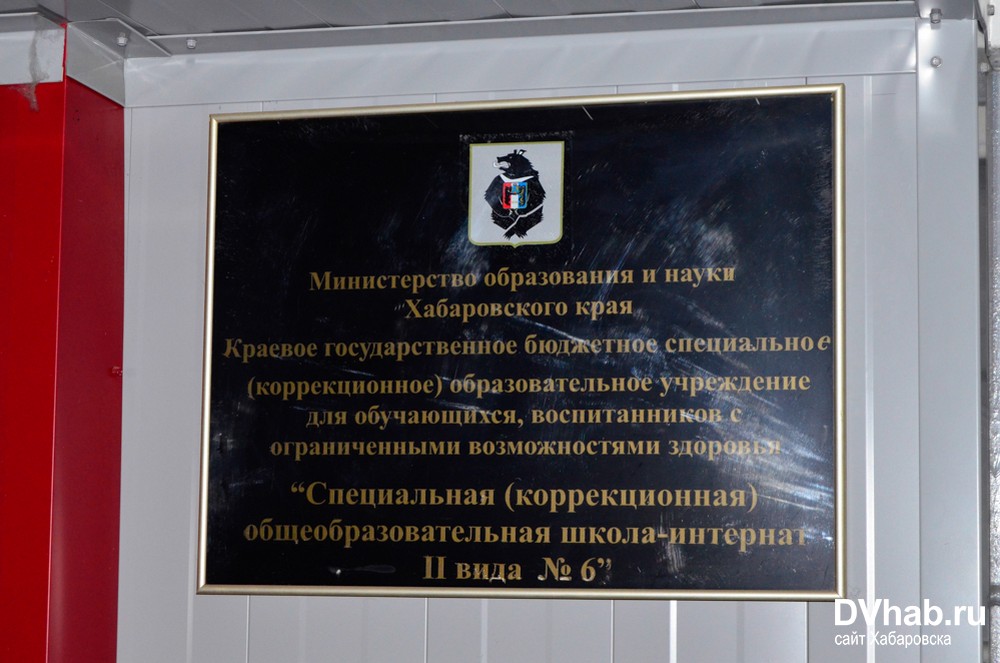 Министерство образования и науки
Хабаровского края
Краевое государственное бюджетное специальное
(коррекционное) образовательное учреждение
для обучающихся, воспитанников с
ограниченными возможностями здоровья
“Специальная (коррекционная)
общеобразовательная школа-интернат
II вида № 6”
DVhab.ru
сайт Хабаровска